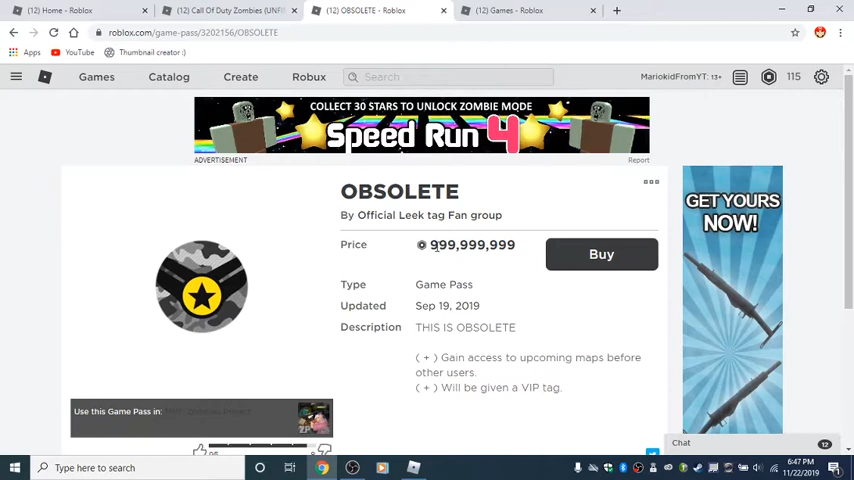 (12) Home - Roblox
(12) Call Of Duty Zombies (UNFI
(12) OBSOLETE - Roblox
(12) Games - Roblox
roblox.com/game-pass/3202156/OBSOLETE
Apps YouTube Thumbnail creator :)
Games Catalog Create Robux Search MariokidFromYT: 13+ 115
COLLECT 30 STARS TO UNLOCK ZOMBIE MODE
Speed Run 4
ADVERTISEMENT Report
OBSOLETE
By Official Leek tag Fan group
Price 999,999,999 Buy
Type Game Pass
Updated Sep 19, 2019
Description THIS IS OBSOLETE
( + ) Gain access to upcoming maps before
other users.
( + ) Will be given a VIP tag.
GET YOURS
NOW!
Use this Game Pass in:
Chat 12
Type here to search
6:47 PM
11/22/2019